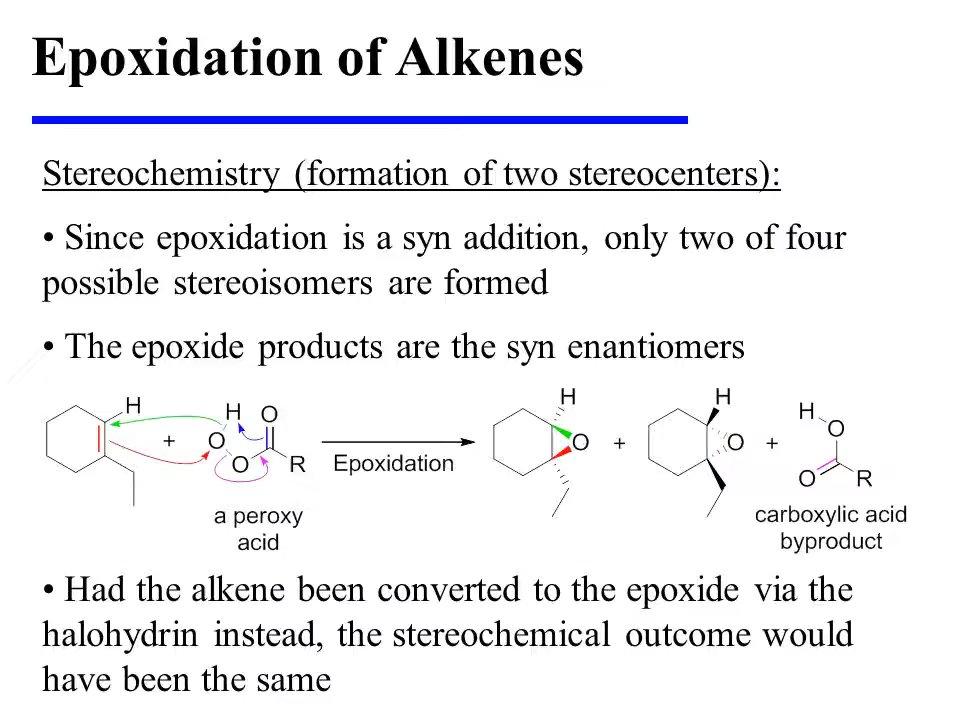 Epoxidation of Alkenes
Stereochemistry (formation of two stereocenters):
• Since epoxidation is a syn addition, only two of four
possible stereoisomers are formed
• The epoxide products are the syn enantiomers
H + H O O O R Epoxidation H O + H O + H O O R
a peroxy
acid
carboxylic acid
byproduct
• Had the alkene been converted to the epoxide via the
halohydrin instead, the stereochemical outcome would
have been the same